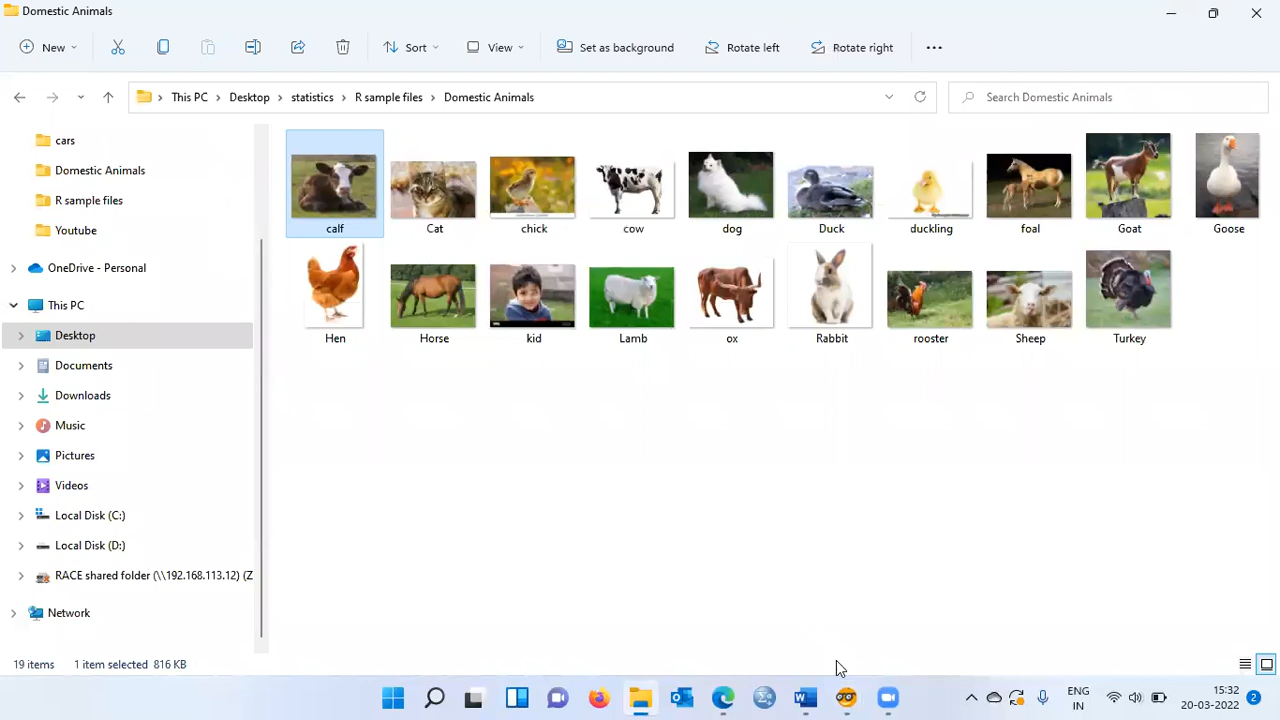 Domestic Animals
New
Sort
View
Set as background
Rotate left
Rotate right
This PC > Desktop > statistics > R sample files > Domestic Animals
Search Domestic Animals
cars
Domestic Animals
R sample files
Youtube
OneDrive - Personal
This PC
Desktop
Documents
Downloads
Music
Pictures
Videos
Local Disk (C:)
Local Disk (D:)
RACE shared folder (\\192.168.113.12) (Z
Network
calf Cat chick cow dog Duck duckling foal Goat Goose
Hen Horse kid Lamb ox Rabbit rooster Sheep Turkey
19 items 1 item selected 816 KB
ENG
IN
15:32
20-03-2022
2